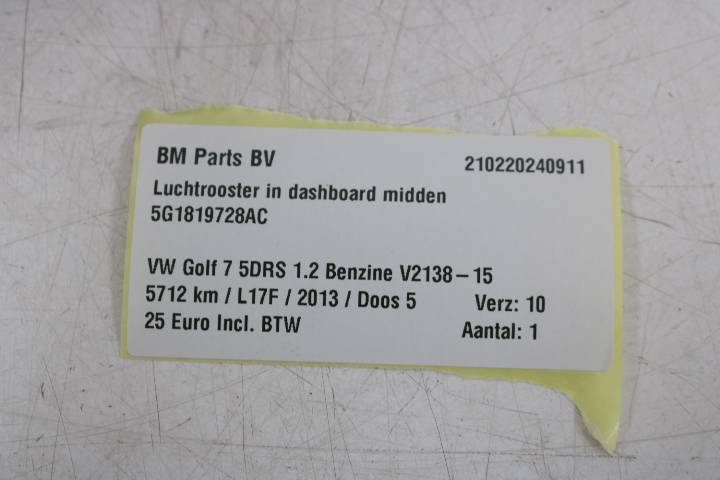 BM Parts BV 210220240911
Luchtrooster in dashboard midden
5G1819728AC
VW Golf 7 5DRS 1.2 Benzine V2138-15
5712 km / L17F / 2013 / Doos 5 Verz: 10
25 Euro Incl. BTW Aantal: 1